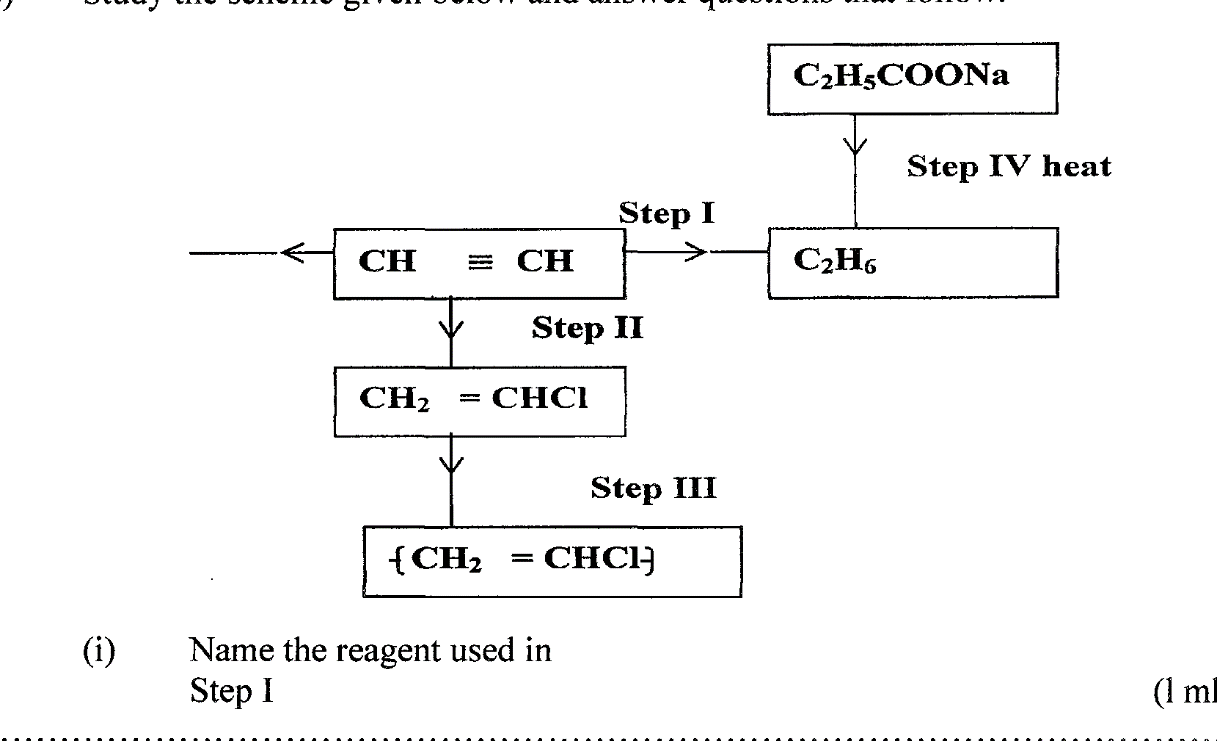 Study the scheme given below and answer questions that follow.
C₂H₅COONa
Step IV heat
Step I
CH ≡ CH
C₂H₆
Step II
CH₂ = CHCl
Step III
{CH₂ = CHCl}
(i) Name the reagent used in
Step I (1